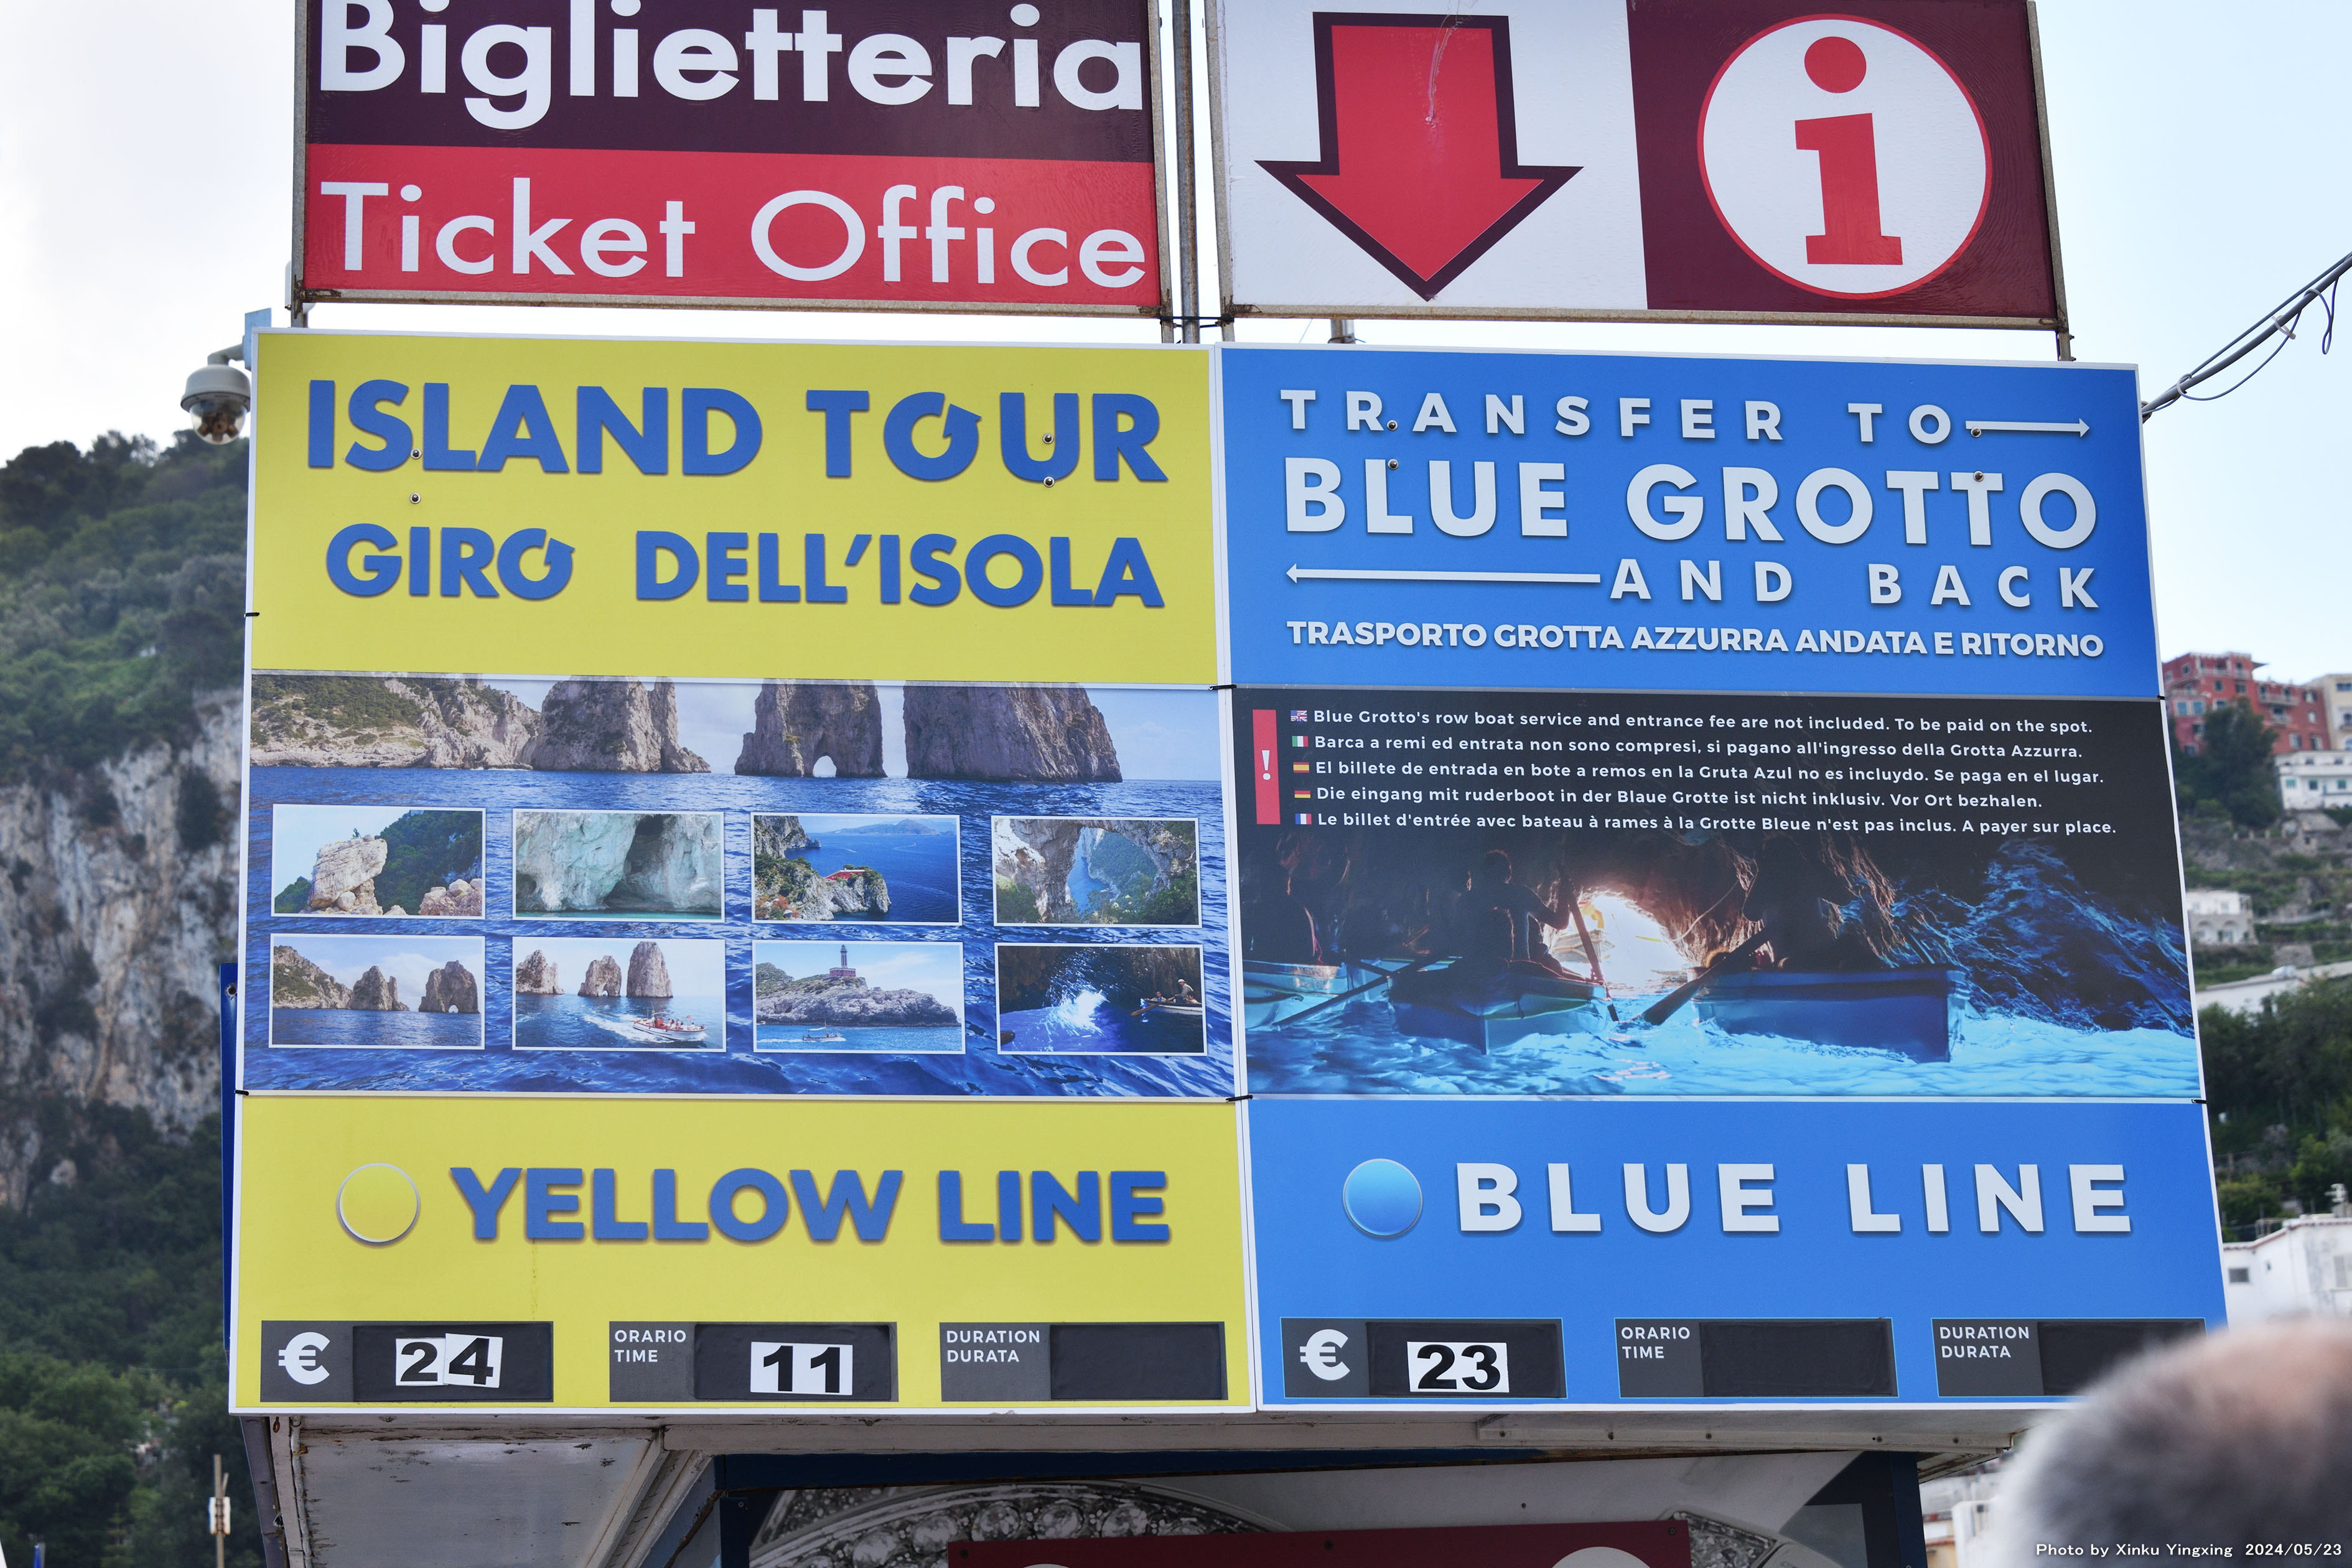 Biglietteria
Ticket Office
i
ISLAND TOUR
GIRO DELL'ISOLA
YELLOW LINE
€ 24
ORARIO
TIME
11
DURATION
DURATA
TRANSFER TO
BLUE GROTTO
AND BACK
TRASPORTO GROTTA AZZURRA ANDATA E RITORNO
!
Blue Grotto's row boat service and entrance fee are not included. To be paid on the spot.
Barca a remi ed entrata non sono compresi, si pagano all'ingresso della Grotta Azzurra.
El billete de entrada en bote a remos en la Gruta Azul no es incluydo. Se paga en el lugar.
Die eingang mit ruderboot in der Blaue Grotte ist nicht inklusiv. Vor Ort bezhalen.
Le billet d'entrée avec bateau à rames à la Grotte Bleue n'est pas inclus. A payer sur place.
BLUE LINE
€ 23
ORARIO
TIME
DURATION
DURATA
Photo by Xinku Yingxing 2024/05/23